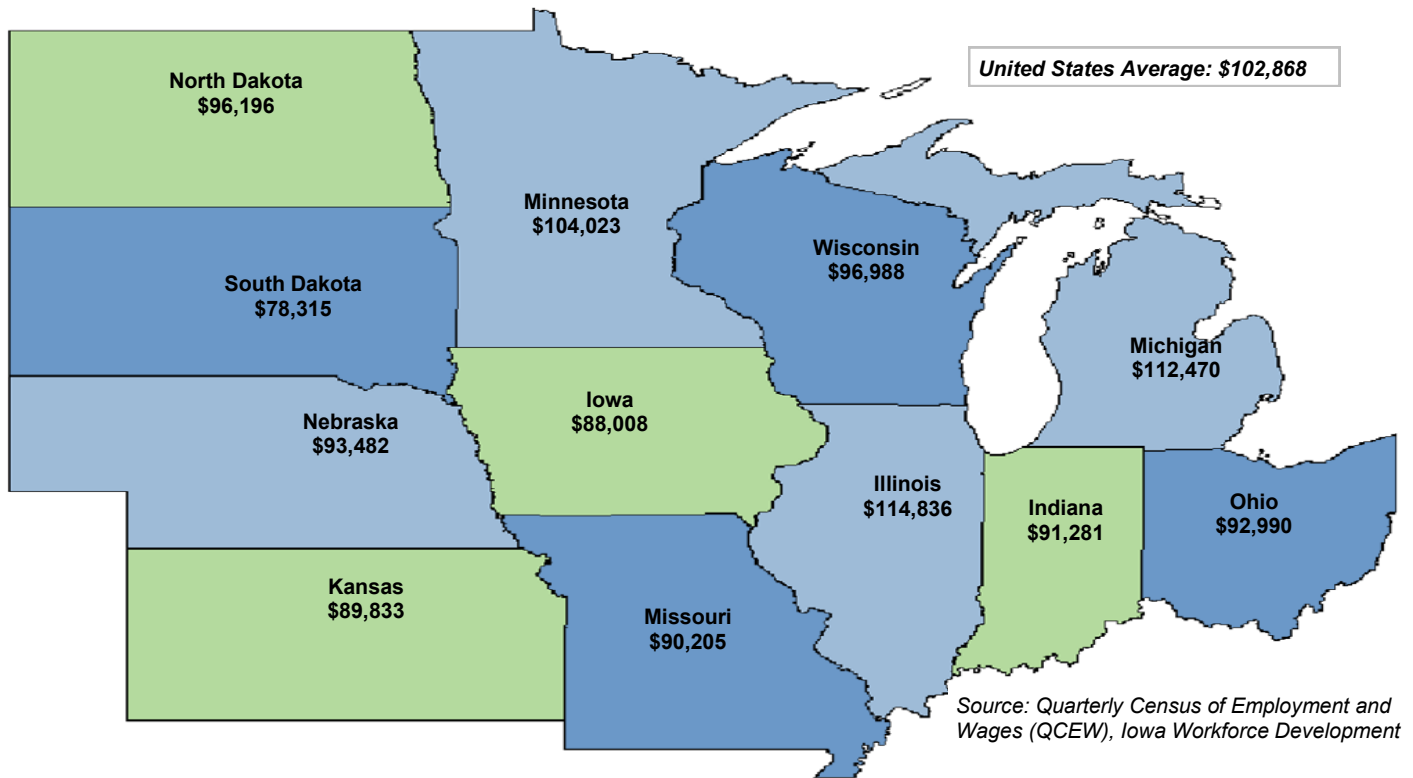 United States Average: $102,868
North Dakota
$96,196
Minnesota
$104,023
Wisconsin
$96,988
South Dakota
$78,315
Michigan
$112,470
Iowa
$88,008
Nebraska
$93,482
Illinois
$114,836
Indiana
$91,281
Ohio
$92,990
Kansas
$89,833
Missouri
$90,205
Source: Quarterly Census of Employment and
Wages (QCEW), Iowa Workforce Development